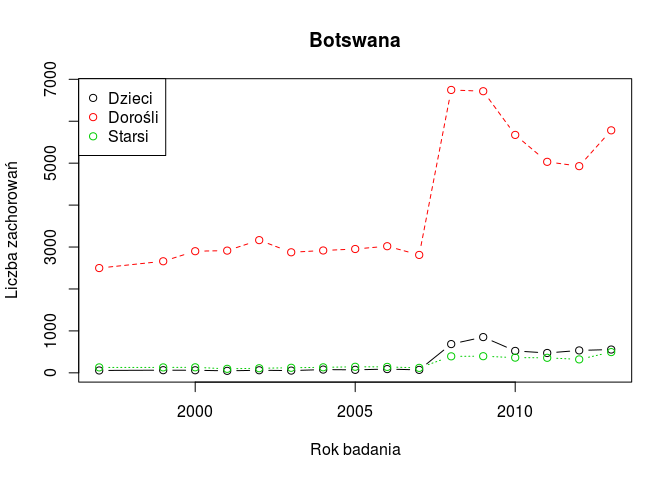 Botswana
Dzieci
Dorośli
Starsi
Liczba zachorowań
7000
5000
3000
1000
0
2000 2005 2010
Rok badania